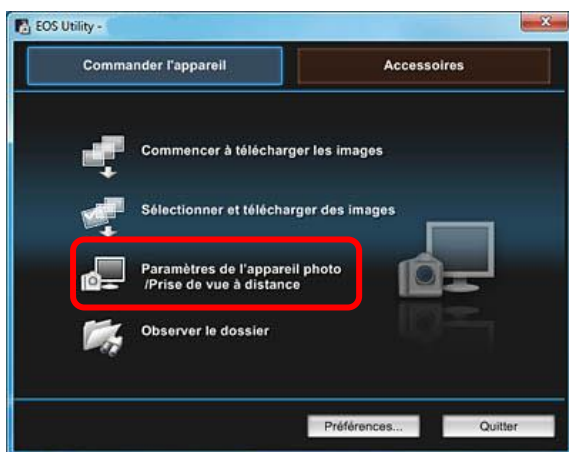 EOS Utility -
Commander l'appareil
Accessoires
Commencer à télécharger les images
Sélectionner et télécharger des images
Paramètres de l'appareil photo
/Prise de vue à distance
Observer le dossier
Préférences...
Quitter